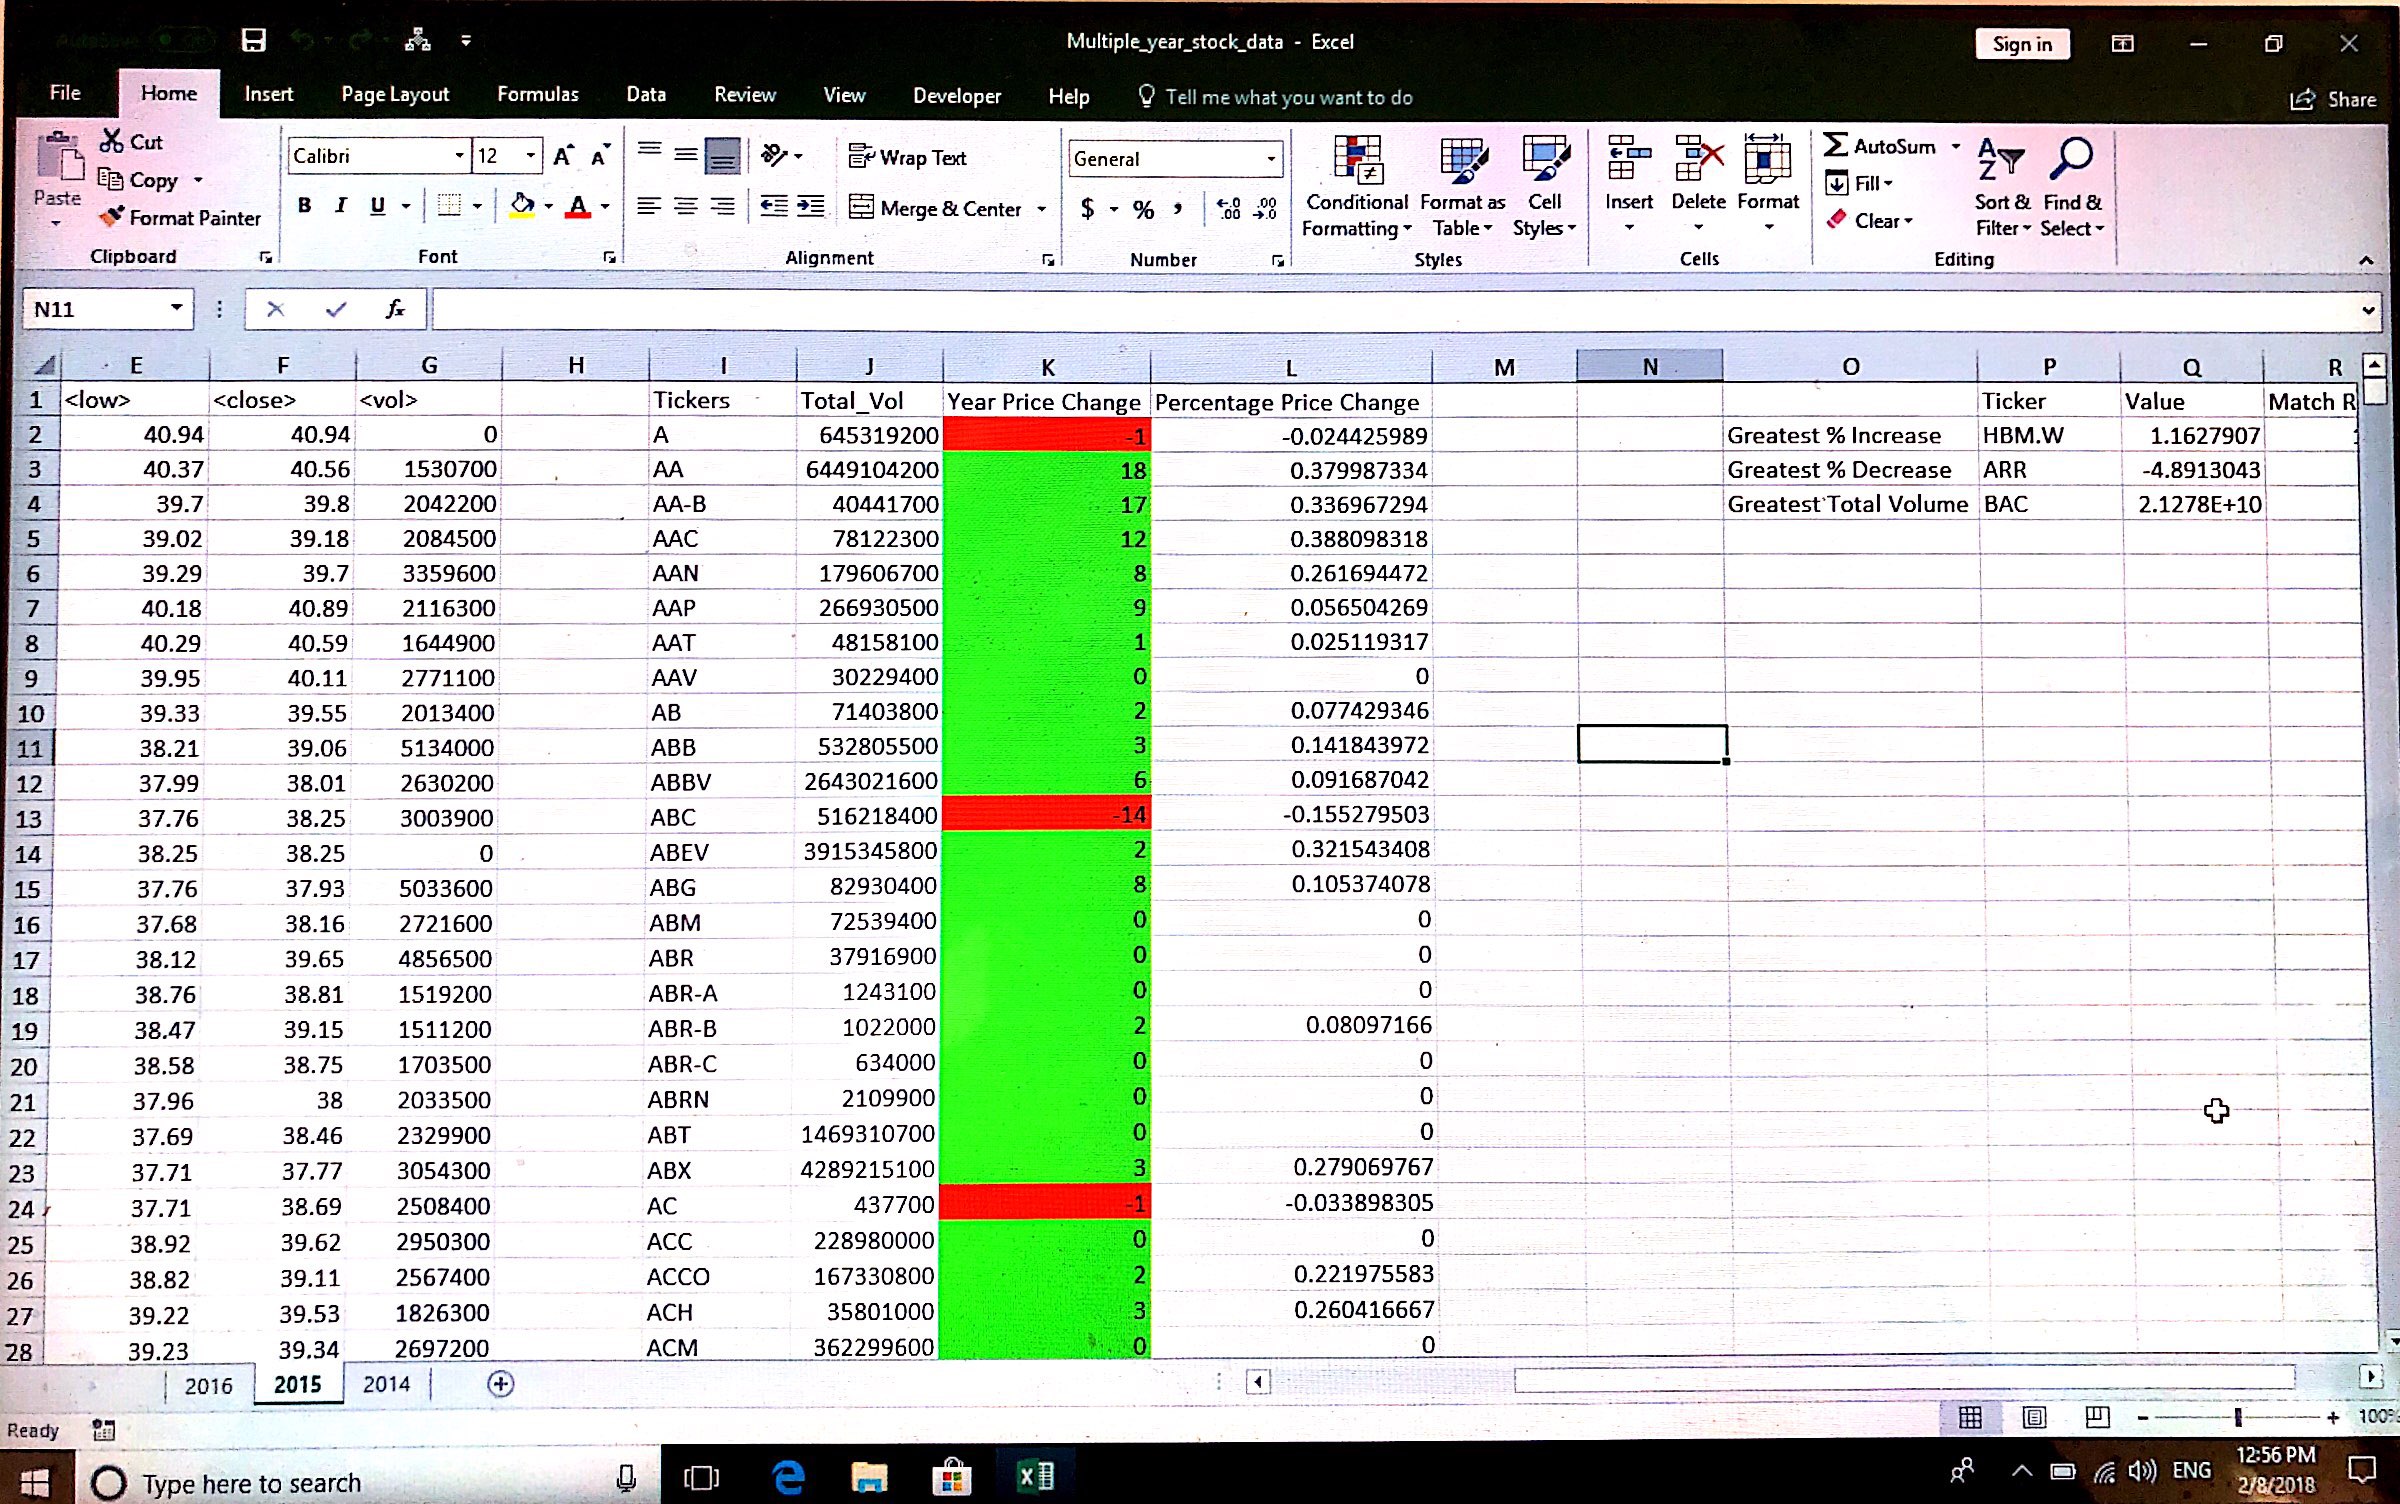 Multiple_year_stock_data - Excel
Sign in
File Home Insert Page Layout Formulas Data Review View Developer Help Tell me what you want to do Share
Paste
Cut
Copy
Format Painter
Clipboard
Calibri 12
B I U
Font
Wrap Text
Merge & Center
Alignment
General
$ % ,
Number
Conditional Formatting
Format as Table
Cell Styles
Styles
Insert Delete Format
Cells
AutoSum
Fill
Clear
Sort & Filter
Find & Select
Editing
N11
fx
E F G H I J K L M N O P Q R
1 <low> <close> <vol> Tickers Total_Vol Year Price Change Percentage Price Change Ticker Value Match R
2 40.94 40.94 0 A 645319200 -1 -0.024425989 Greatest % Increase HBM.W 1.1627907
3 40.37 40.56 1530700 AA 6449104200 18 0.379987334 Greatest % Decrease ARR -4.8913043
4 39.7 39.8 2042200 AA-B 40441700 17 0.336967294 Greatest Total Volume BAC 2.1278E+10
5 39.02 39.18 2084500 AAC 78122300 12 0.388098318
6 39.29 39.7 3359600 AAN 179606700 8 0.261694472
7 40.18 40.89 2116300 AAP 266930500 9 0.056504269
8 40.29 40.59 1644900 AAT 48158100 1 0.025119317
9 39.95 40.11 2771100 AAV 30229400 0 0
10 39.33 39.55 2013400 AB 71403800 2 0.077429346
11 38.21 39.06 5134000 ABB 532805500 3 0.141843972
12 37.99 38.01 2630200 ABBV 2643021600 6 0.091687042
13 37.76 38.25 3003900 ABC 516218400 -14 -0.155279503
14 38.25 38.25 0 ABEV 3915345800 2 0.321543408
15 37.76 37.93 5033600 ABG 82930400 8 0.105374078
16 37.68 38.16 2721600 ABM 72539400 0 0
17 38.12 39.65 4856500 ABR 37916900 0 0
18 38.76 38.81 1519200 ABR-A 1243100 0 0
19 38.47 39.15 1511200 ABR-B 1022000 2 0.08097166
20 38.58 38.75 1703500 ABR-C 634000 0 0
21 37.96 38 2033500 ABRN 2109900 0 0
22 37.69 38.46 2329900 ABT 1469310700 0 0
23 37.71 37.77 3054300 ABX 4289215100 3 0.279069767
24 37.71 38.69 2508400 AC 437700 -1 -0.033898305
25 38.92 39.62 2950300 ACC 228980000 0 0
26 38.82 39.11 2567400 ACCO 167330800 2 0.221975583
27 39.22 39.53 1826300 ACH 35801000 3 0.260416667
28 39.23 39.34 2697200 ACM 362299600 0 0
2016 2015 2014
Ready
100%
Type here to search
ENG
12:56 PM
2/8/2018